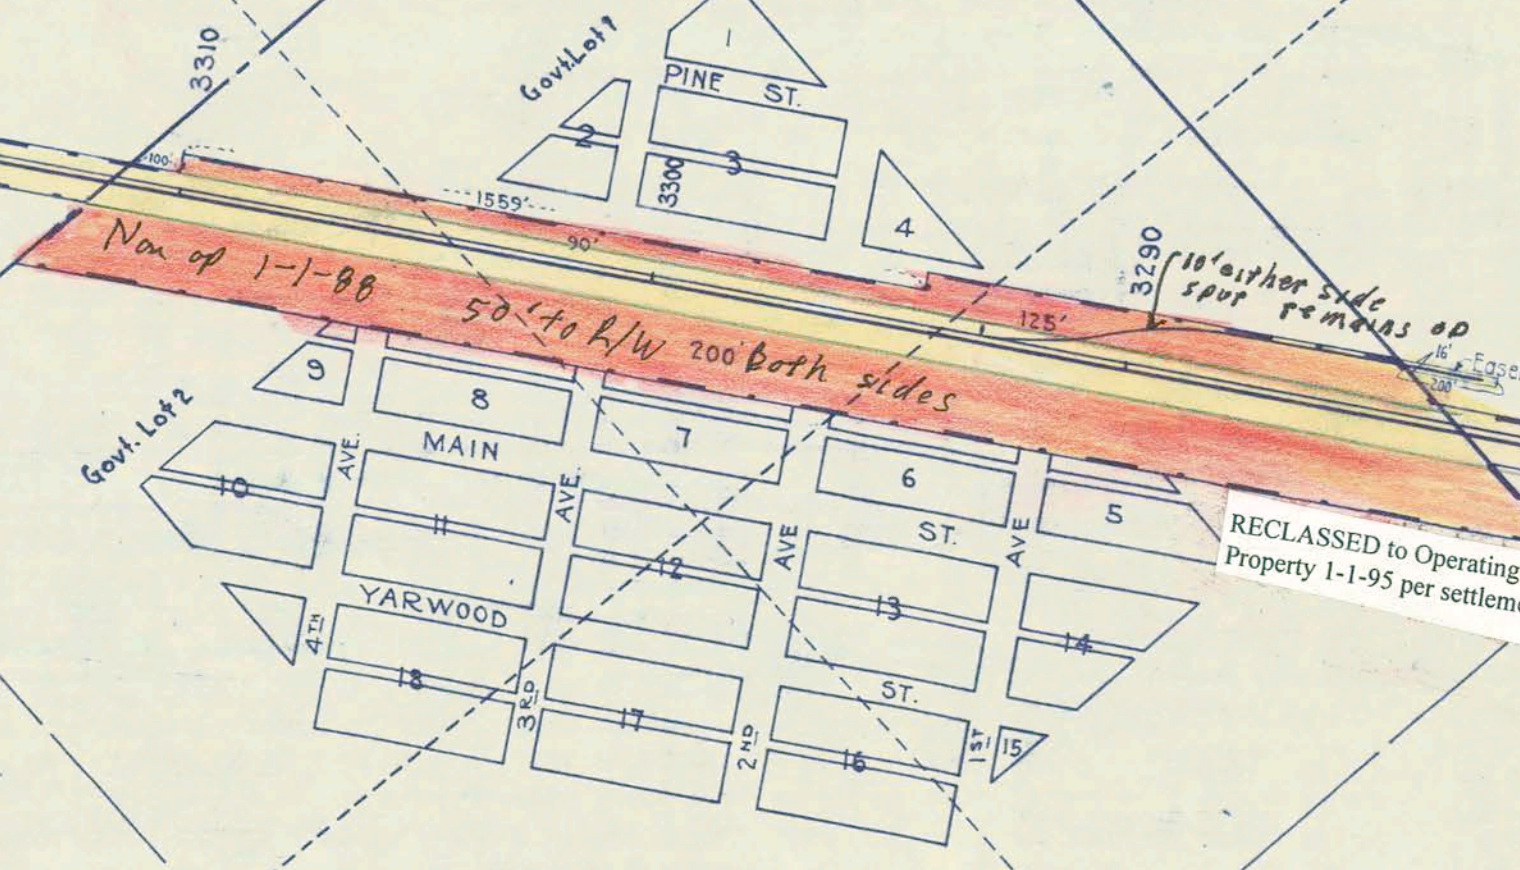 3310
Govt. Lot 1
1
PINE ST.
2
3
3300
4
100'
1559'
90'
3290
10' either side
spur remains op
125'
16'
200'
Non op 1-1-88 50' to R/W 200' Both sides
9
8
7
6
5
Govt. Lot 2
MAIN ST.
AVE.
AVE.
AVE
AVE
RECLASSED to Operating
Property 1-1-95 per
10
11
12
13
14
YARWOOD ST.
4TH
3RD
2ND
1ST
18
17
16
15